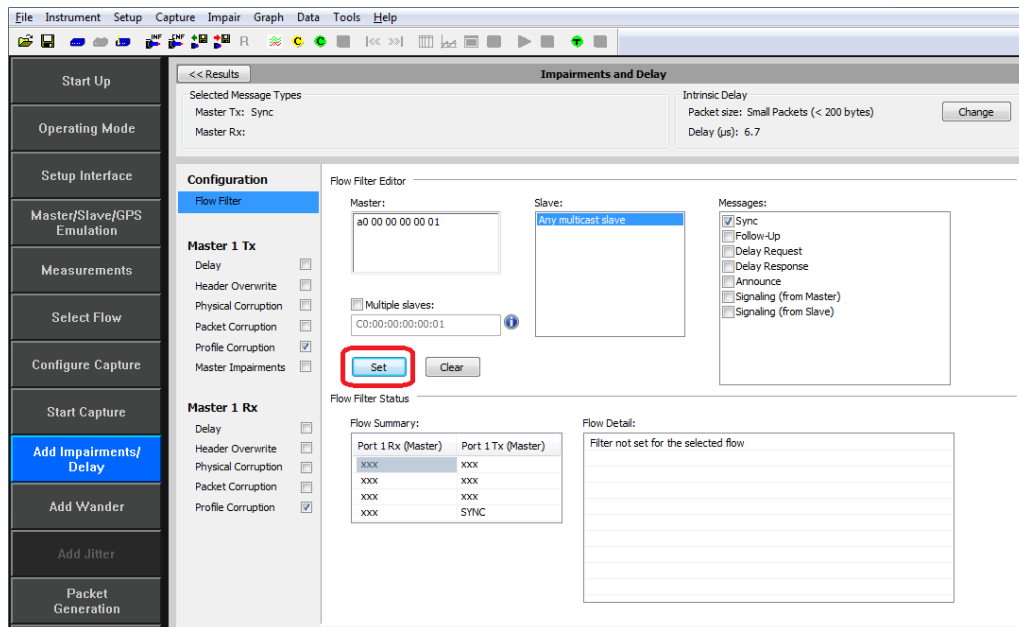 File Instrument Setup Capture Impair Graph Data Tools Help
INF INF R C C T
Start Up
Operating Mode
Setup Interface
Master/Slave/GPS
Emulation
Measurements
Select Flow
Configure Capture
Start Capture
Add Impairments/
Delay
Add Wander
Add Jitter
Packet
Generation
<< Results Impairments and Delay
Selected Message Types
Master Tx: Sync
Master Rx:
Intrinsic Delay
Packet size: Small Packets (< 200 bytes) Change
Delay (µs): 6.7
Configuration
Flow Filter
Master 1 Tx
Delay
Header Overwrite
Physical Corruption
Packet Corruption
Profile Corruption
Master Impairments
Master 1 Rx
Delay
Header Overwrite
Physical Corruption
Packet Corruption
Profile Corruption
Flow Filter Editor
Master:
a0 00 00 00 00 01
Multiple slaves:
C0:00:00:00:00:01
Set Clear
Slave:
Any multicast slave
Messages:
Sync
Follow-Up
Delay Request
Delay Response
Announce
Signaling (from Master)
Signaling (from Slave)
Flow Filter Status
Flow Summary:
Port 1 Rx (Master) Port 1 Tx (Master)
xxx xxx
xxx xxx
xxx xxx
xxx SYNC
Flow Detail:
Filter not set for the selected flow